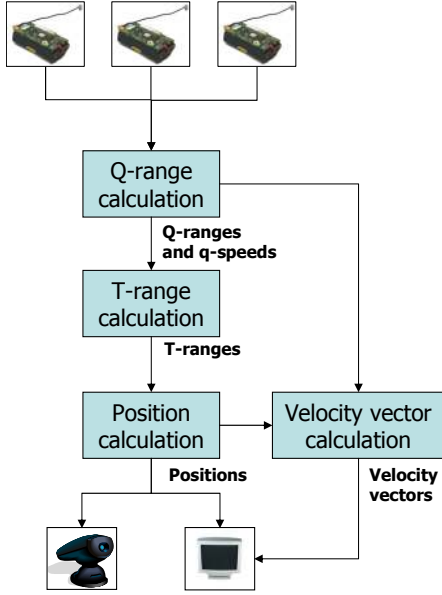 Q-range
calculation
Q-ranges
and q-speeds
T-range
calculation
T-ranges
Position
calculation
Velocity vector
calculation
Positions
Velocity
vectors